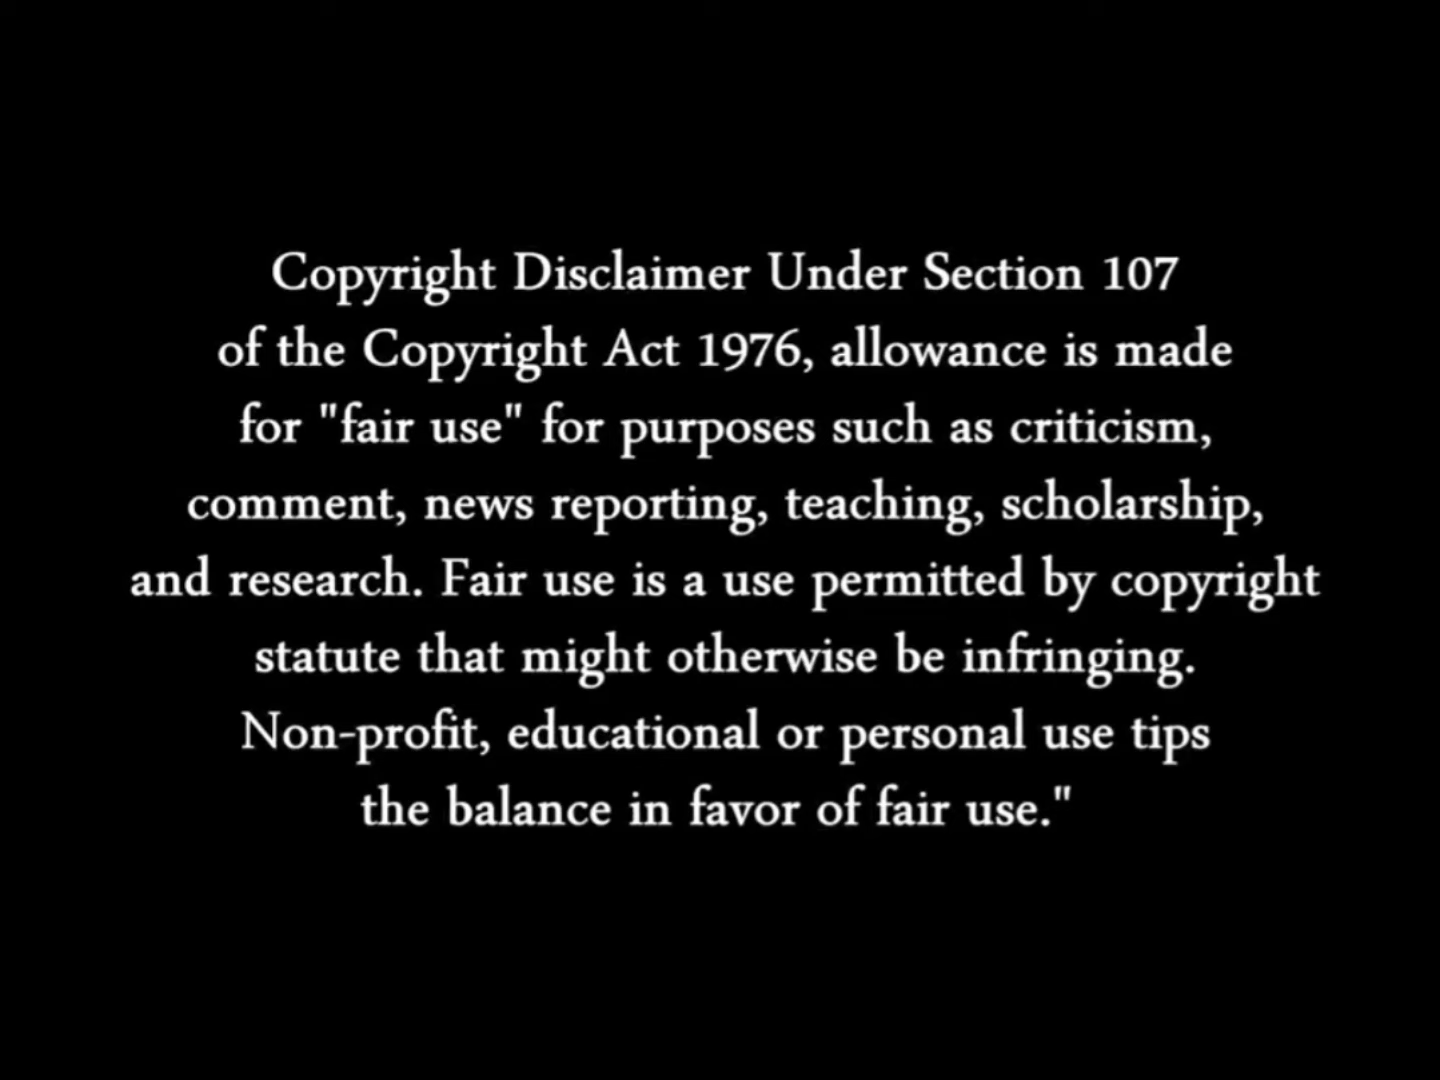 Copyright Disclaimer Under Section 107
of the Copyright Act 1976, allowance is made
for "fair use" for purposes such as criticism,
comment, news reporting, teaching, scholarship,
and research. Fair use is a use permitted by copyright
statute that might otherwise be infringing.
Non-profit, educational or personal use tips
the balance in favor of fair use."